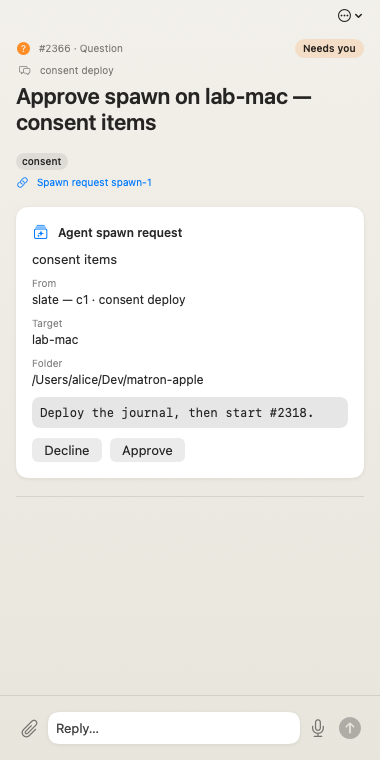 #2366 · Question
Needs you
consent deploy
Approve spawn on lab-mac —
consent items
consent
Spawn request spawn-1
Agent spawn request
consent items
From
slate — c1 · consent deploy
Target
lab-mac
Folder
/Users/alice/Dev/matron-apple
Deploy the journal, then start #2318.
Decline
Approve
Reply...